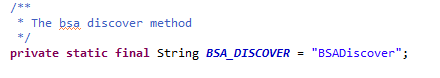 /**
* The bsa discover method
*/
private static final String BSA_DISCOVER = "BSADiscover";